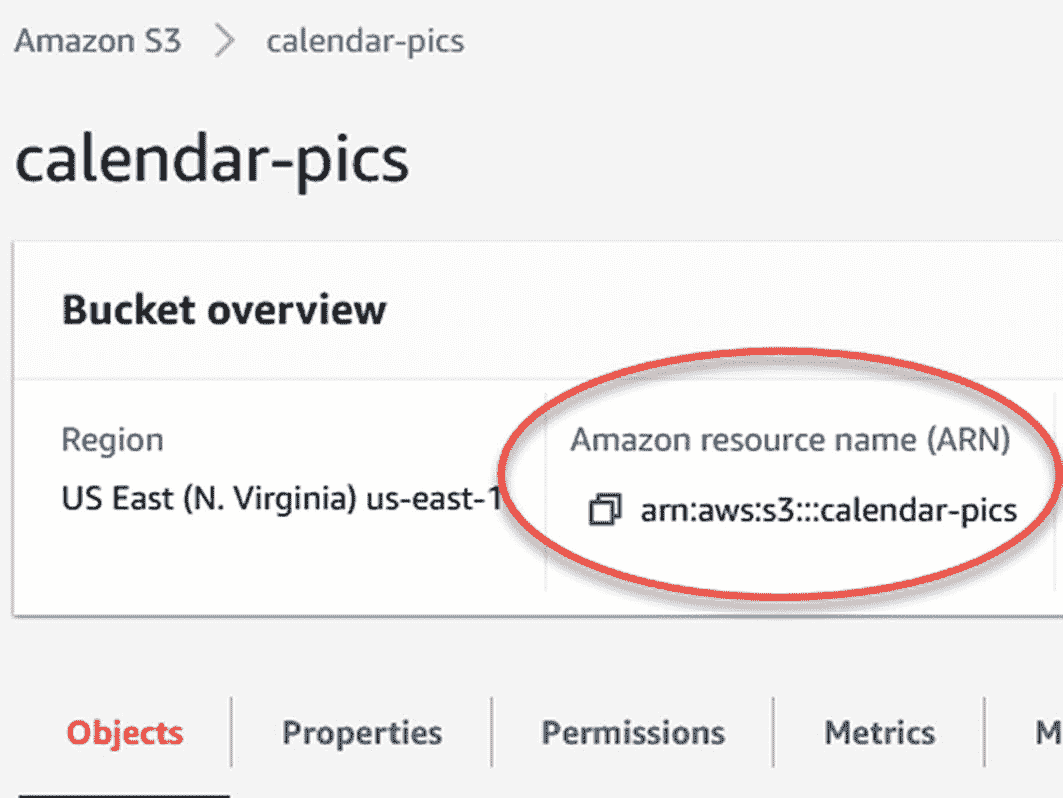 Amazon S3 > calendar-pics
calendar-pics
Bucket overview
Region
US East (N. Virginia) us-east-1
Amazon resource name (ARN)
arn:aws:s3:::calendar-pics
Objects Properties Permissions Metrics M